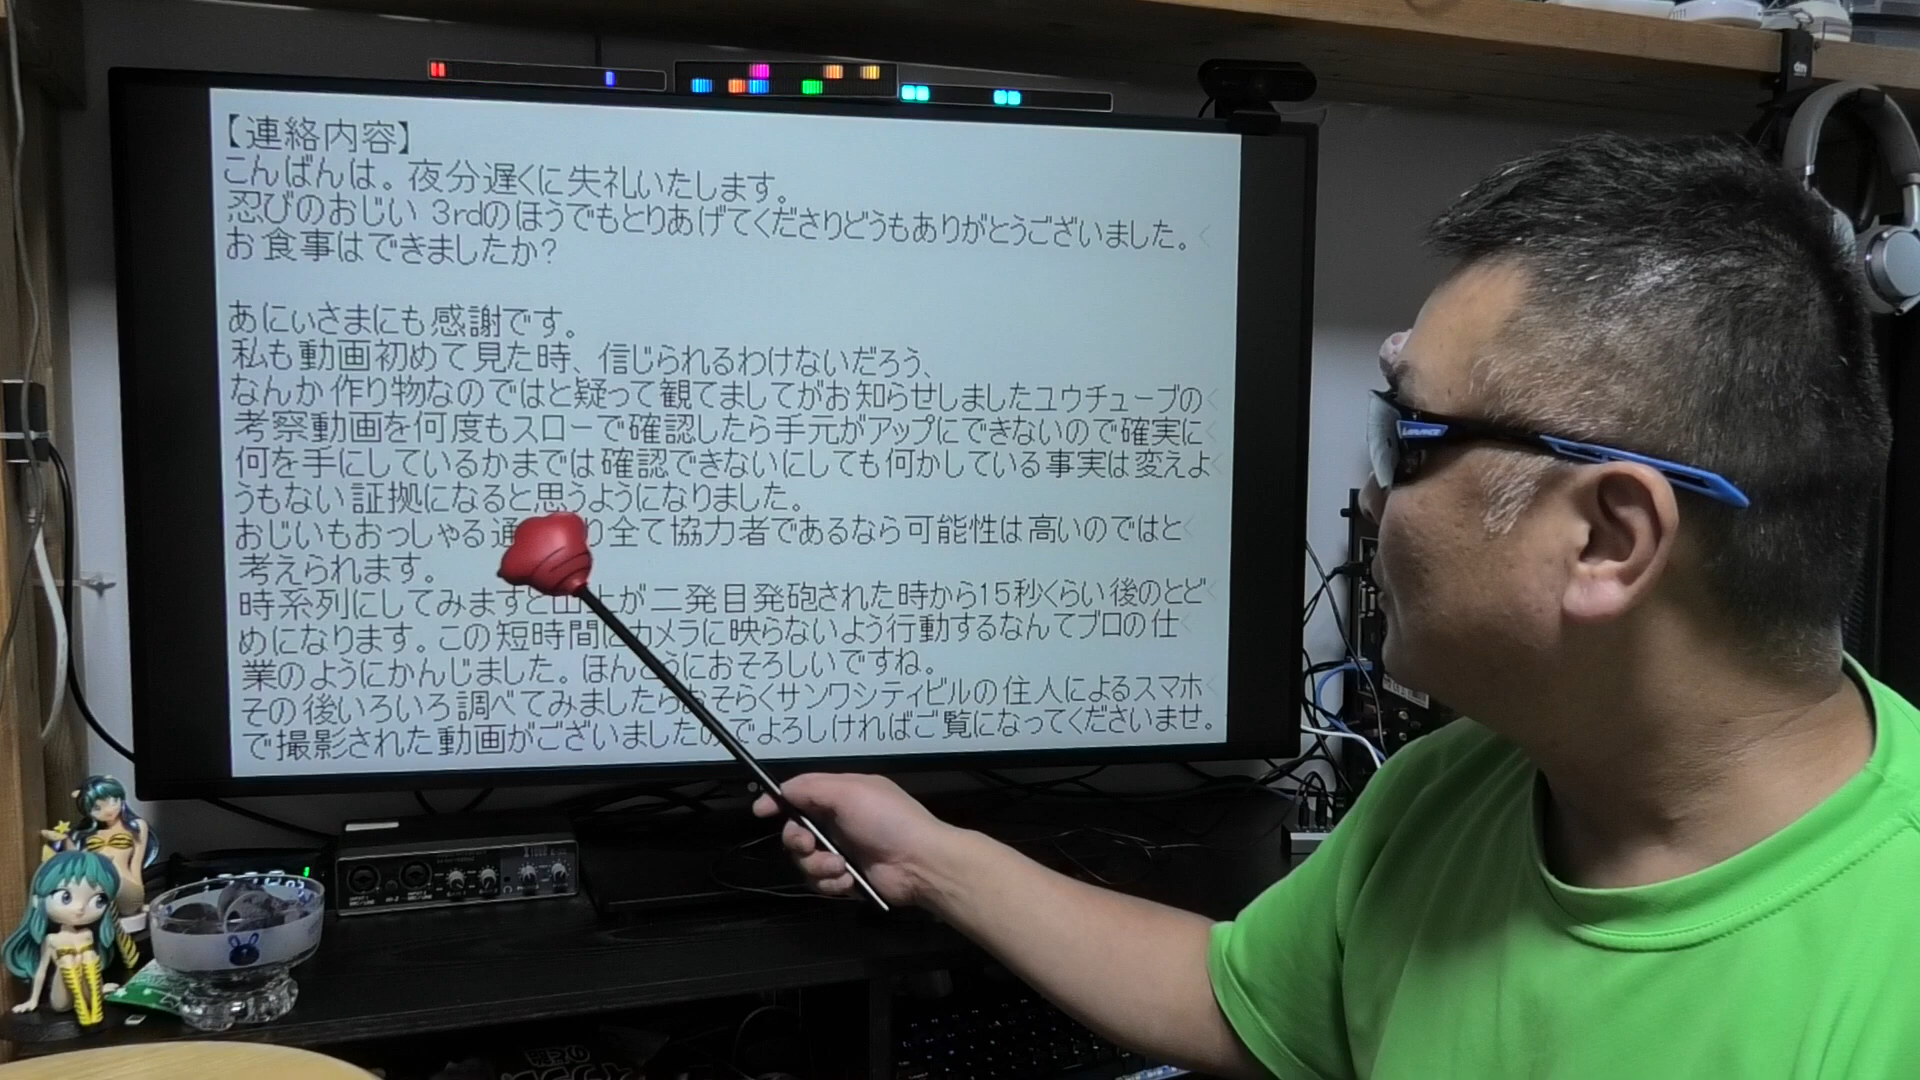 【連絡内容】
こんばんは。夜分遅くに失礼いたします。
忍びのおじい 3rdのほうでもとりあげてくださりどうもありがとうございました。
お食事はできましたか?
あにぃさまにも感謝です。
私も動画初めて見た時、信じられるわけないだろう、
なんか作り物なのではと疑って観てましてがお知らせしましたユウチューブの
考察動画を何度もスローで確認したら手元がアップにできないので確実に
何を手にしているかまでは確認できないにしても何かしている事実は変えよ
うもない証拠になると思うようになりました。
おじいもおっしゃる通り全て協力者であるなら可能性は高いのではと
考えられます。
時系列にしてみますと山上が二発目発砲された時から15秒くらい後のとど
めになります。この短時間にカメラに映らないよう行動するなんてプロの仕
業のようにかんじました。ほんとうにおそろしいですね。
その後いろいろ調べてみましたらおそらくサンワシティビルの住人によるスマホ
で撮影された動画がございましたのでよろしければご覧になってくださいませ。